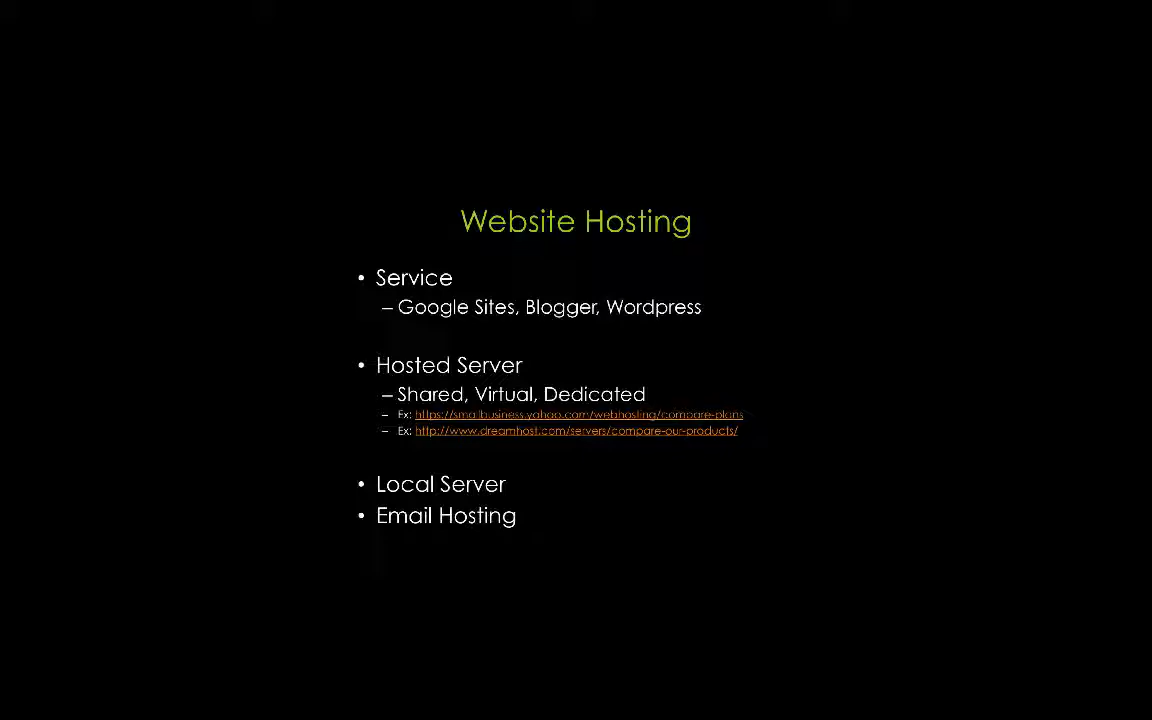 Website Hosting
• Service
– Google Sites, Blogger, Wordpress
• Hosted Server
– Shared, Virtual, Dedicated
– Ex: https://smallbusiness.yahoo.com/webhosting/compare-plans
– Ex: http://www.dreamhost.com/servers/compare-our-products/
• Local Server
• Email Hosting